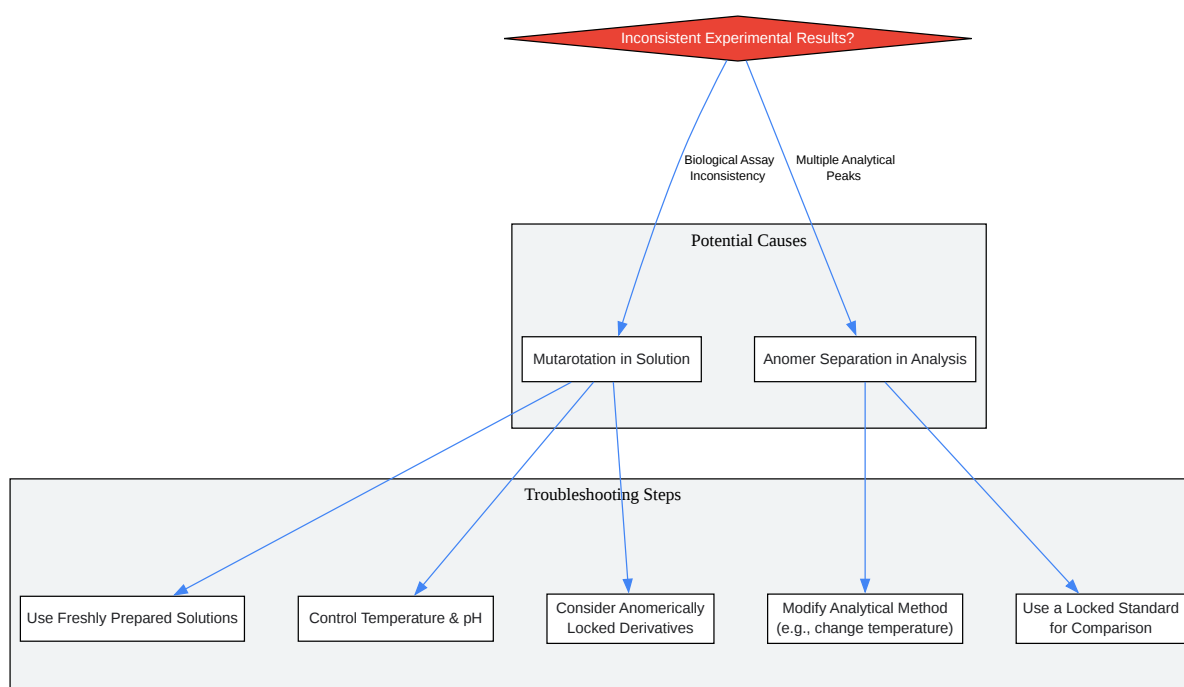 Inconsistent Experimental Results?
Biological Assay
Inconsistency
Multiple Analytical
Peaks
Potential Causes
Mutarotation in Solution
Anomer Separation in Analysis
Troubleshooting Steps
Use Freshly Prepared Solutions
Control Temperature & pH
Consider Anomerically
Locked Derivatives
Modify Analytical Method
(e.g., change temperature)
Use a Locked Standard
for Comparison